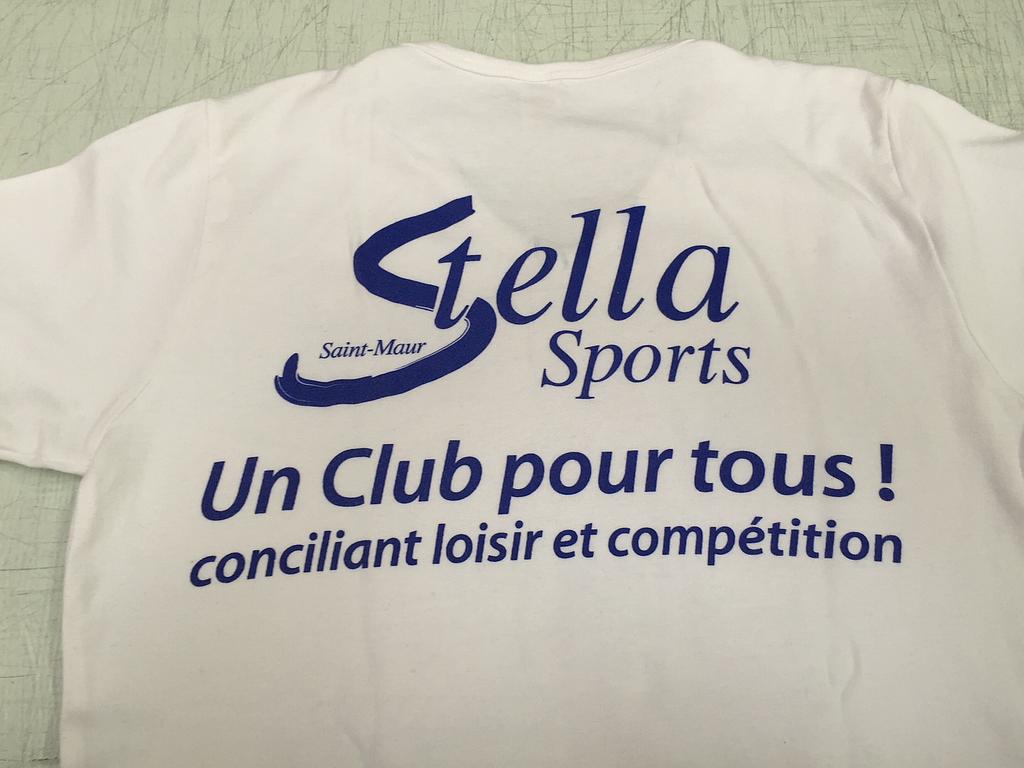 Stella
Saint-Maur
Sports
Un Club pour tous !
conciliant loisir et compétition